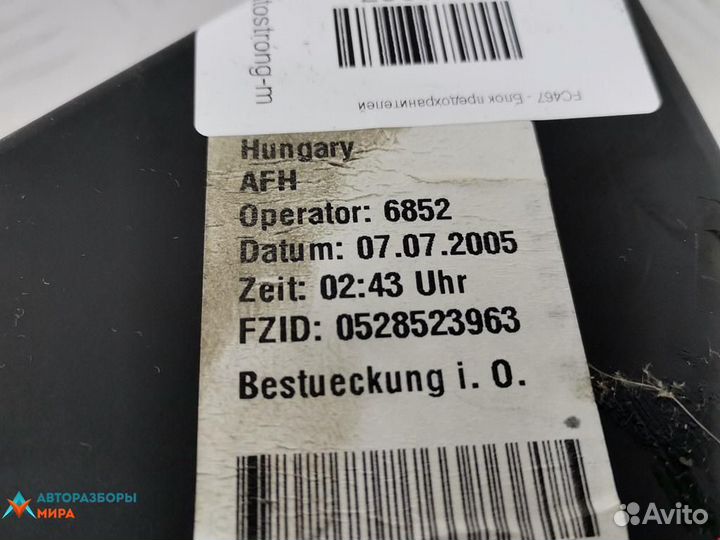 tostrong-m
FC467 - Блок предохранителей
Hungary
AFH
Operator: 6852
Datum: 07.07.2005
Zeit: 02:43 Uhr
FZID: 0528523963
Bestueckung i. O.
АВТОРАЗБОРЫ
МИРА
Avito